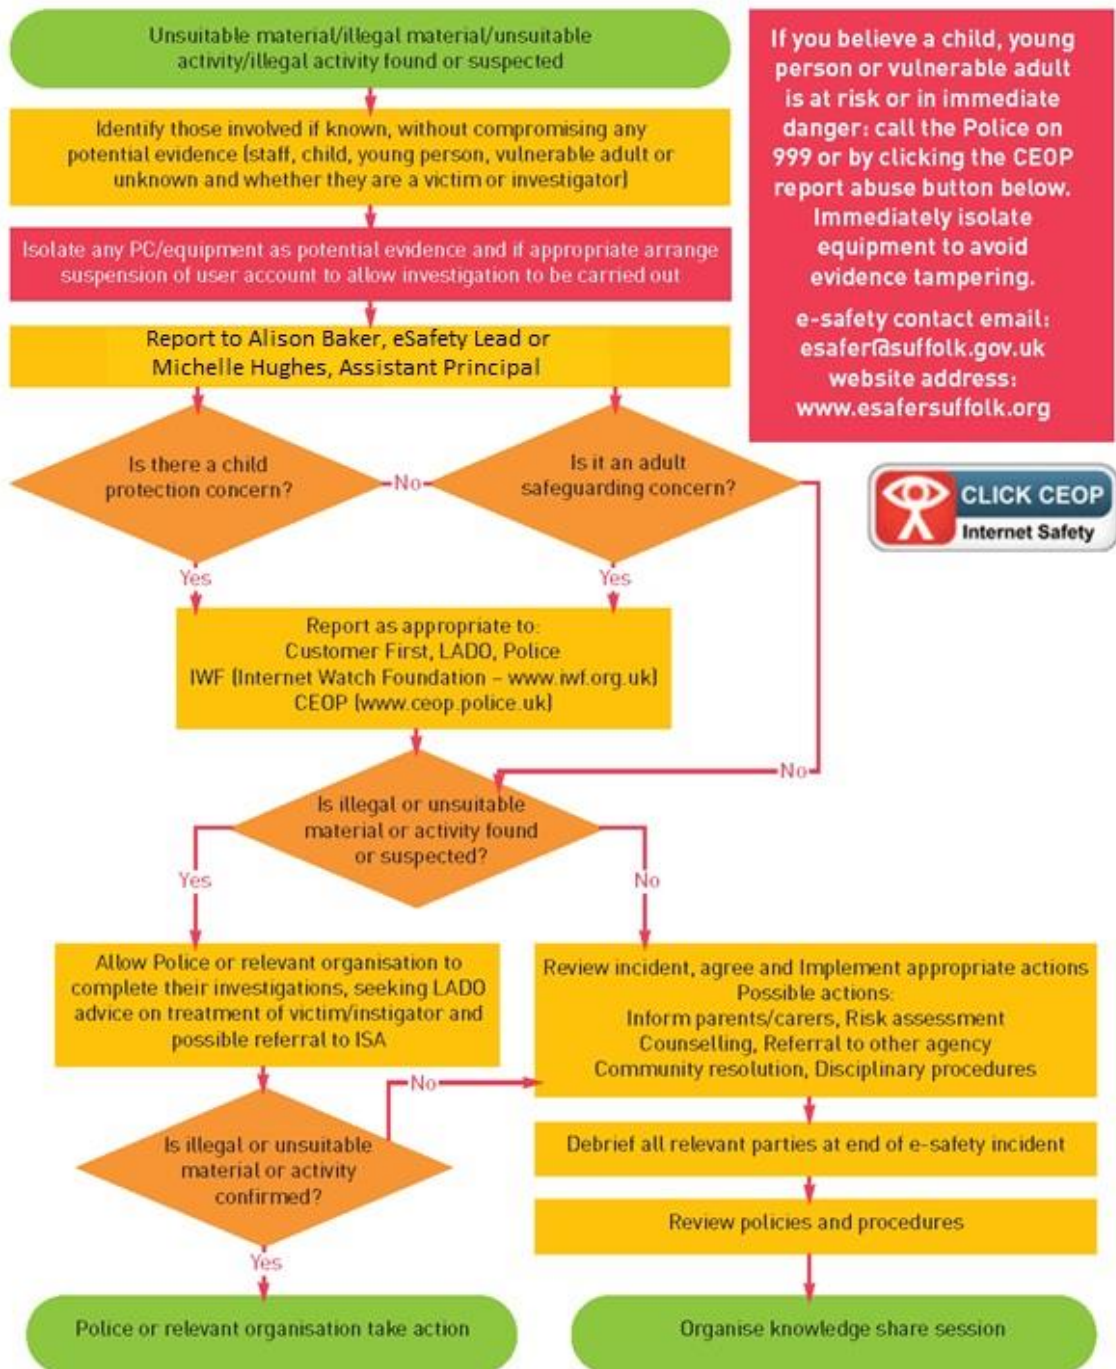 Unsuitable material/illegal material/unsuitable
activity/illegal activity found or suspected
Identify those involved if known, without compromising any
potential evidence (staff, child, young person, vulnerable adult or
unknown and whether they are a victim or investigator)
Isolate any PC/equipment as potential evidence and if appropriate arrange
suspension of user account to allow investigation to be carried out
Report to Alison Baker, eSafety Lead or
Michelle Hughes, Assistant Principal
If you believe a child, young
person or vulnerable adult
is at risk or in immediate
danger: call the Police on
999 or by clicking the CEOP
report abuse button below.
Immediately isolate
equipment to avoid
evidence tampering.
e-safety contact email:
esafer@suffolk.gov.uk
website address:
www.esafersuffolk.org
CLICK CEOP
Internet Safety
Is there a child
protection concern?
No
Is it an adult
safeguarding concern?
Yes
Yes
Report as appropriate to:
Customer First, LADO, Police
IWF (Internet Watch Foundation – www.iwf.org.uk)
CEOP (www.ceop.police.uk)
No
Is illegal or unsuitable
material or activity found
or suspected?
Yes
No
Allow Police or relevant organisation to
complete their investigations, seeking LADO
advice on treatment of victim/instigator and
possible referral to ISA
Review incident, agree and Implement appropriate actions
Possible actions:
Inform parents/carers, Risk assessment
Counselling, Referral to other agency
Community resolution, Disciplinary procedures
No
Is illegal or unsuitable
material or activity
confirmed?
Debrief all relevant parties at end of e-safety incident
Review policies and procedures
Yes
Police or relevant organisation take action
Organise knowledge share session